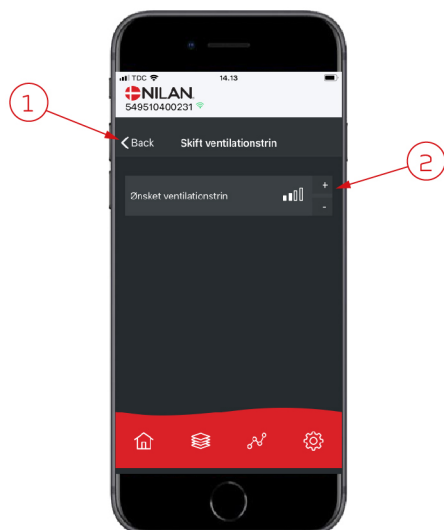 TDC 14.13
NILAN
549510400231
Back Skift ventilationstrin
Ønsket ventilationstrin
+
-
1
2